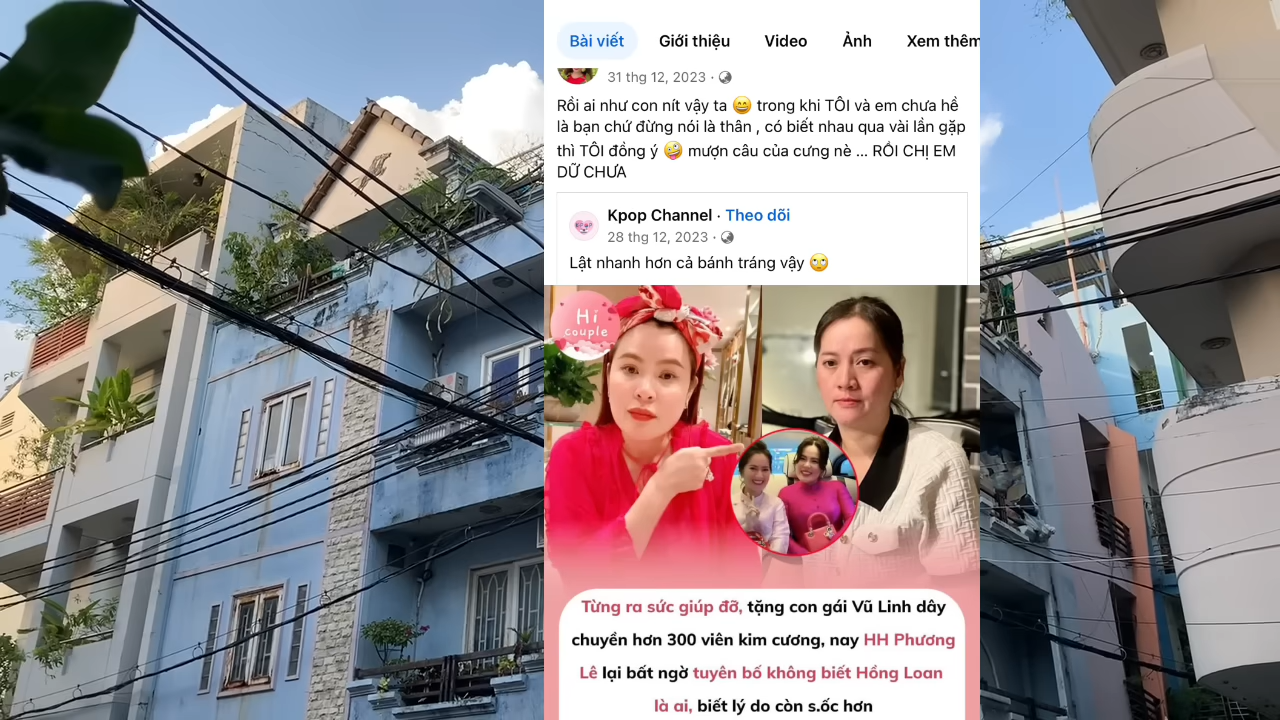 Bài viết
Giới thiệu
Video
Ảnh
Xem thêm
31 thg 12, 2023 ·
Rồi ai như con nít vậy ta 😄 trong khi TÔI và em chưa hề
là bạn chứ đừng nói là thân , có biết nhau qua vài lần gặp
thì TÔI đồng ý 🤪 mượn câu của cưng nè ... RỒI CHỊ EM
DỮ CHƯA
Kpop Channel · Theo dõi
28 thg 12, 2023 ·
Lật nhanh hơn cả bánh tráng vậy 🙄
Hi
couple
Từng ra sức giúp đỡ, tặng con gái Vũ Linh dây
chuyền hơn 300 viên kim cương, nay HH Phương
Lê lại bất ngờ tuyên bố không biết Hồng Loan
là ai, biết lý do còn s.ốc hơn